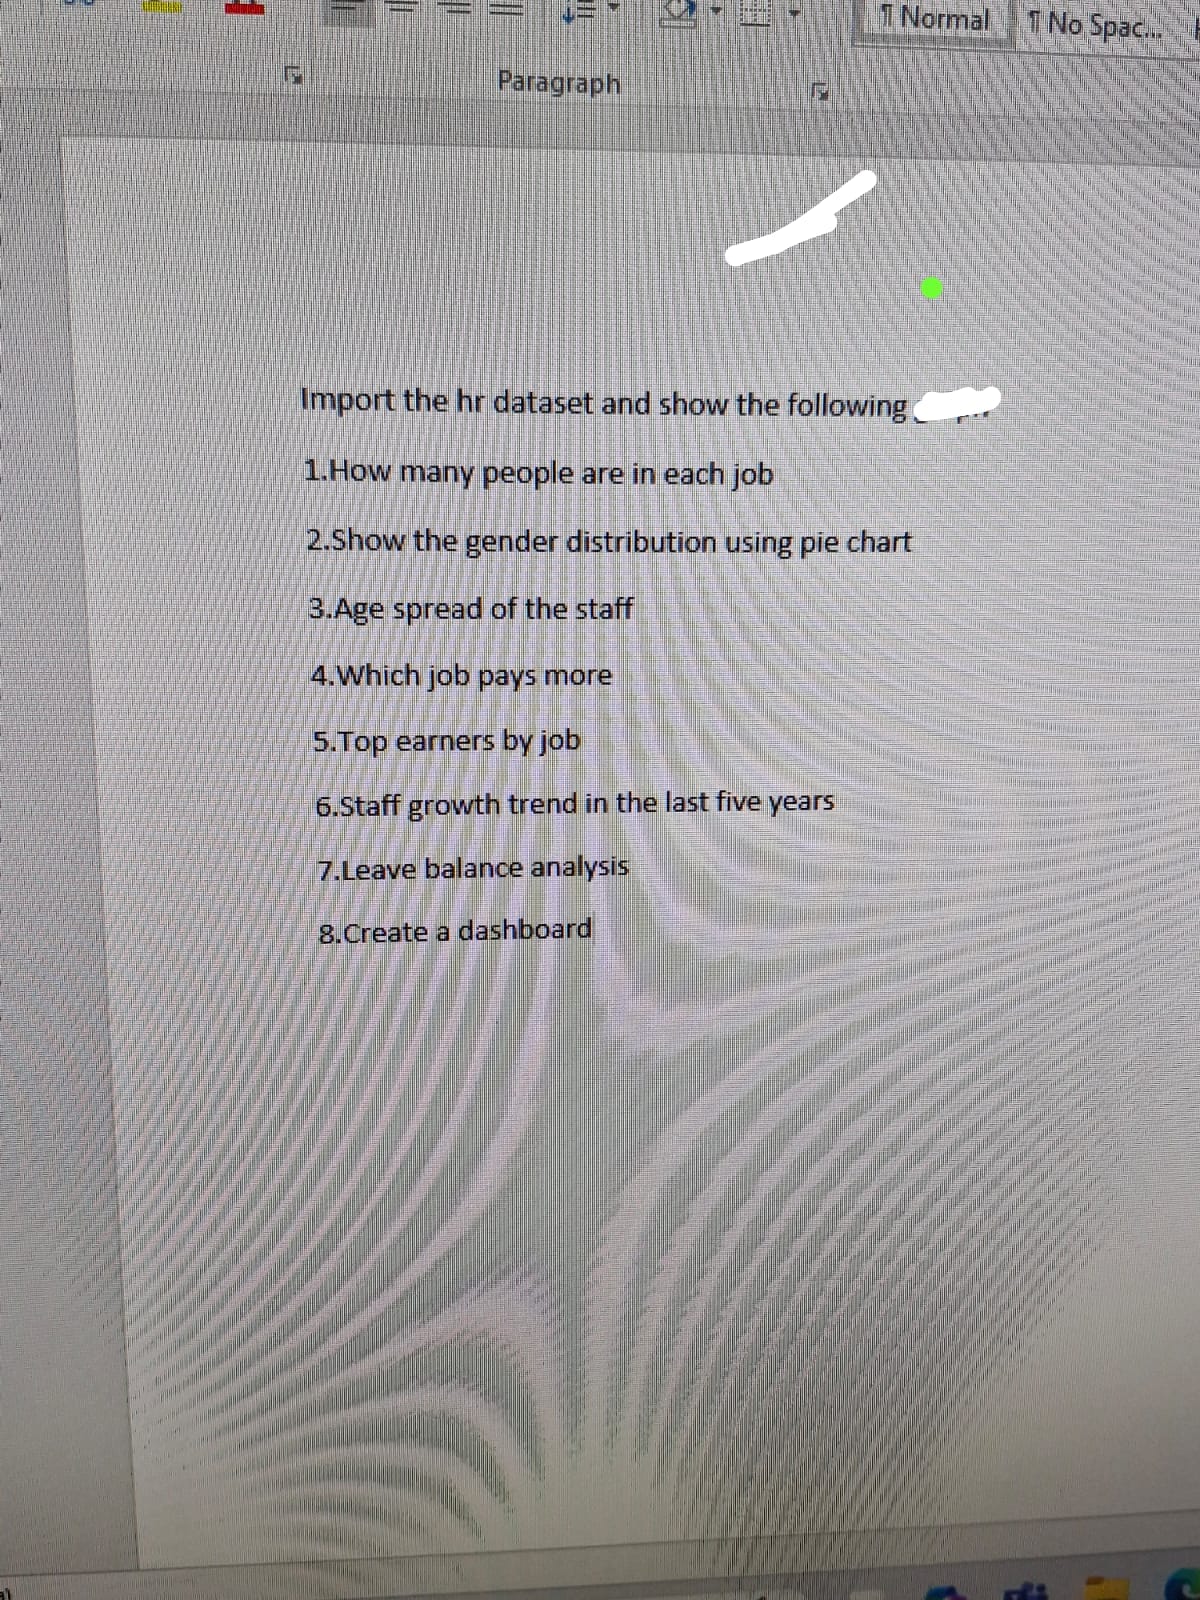 ¶ Normal ¶ No Spac...
Paragraph
Import the hr dataset and show the following
1.How many people are in each job
2.Show the gender distribution using pie chart
3.Age spread of the staff
4.Which job pays more
5.Top earners by job
6.Staff growth trend in the last five years
7.Leave balance analysis
8.Create a dashboard